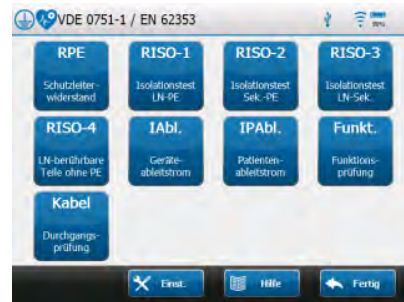 VDE 0751-1 / EN 62353
RPE
Schutzleiter-
widerstand
RISO-1
Isolationstest
LN-PE
RISO-2
Isolationstest
Sek.-PE
RISO-3
Isolationstest
LN-Sek.
RISO-4
LN-berührbare
Teile ohne PE
IAbl.
Geräte-
ableitstrom
IPAbl.
Patienten-
ableitstrom
Funkt.
Funktions-
prüfung
Kabel
Durchgangs-
prüfung
Einst.
Hilfe
Fertig